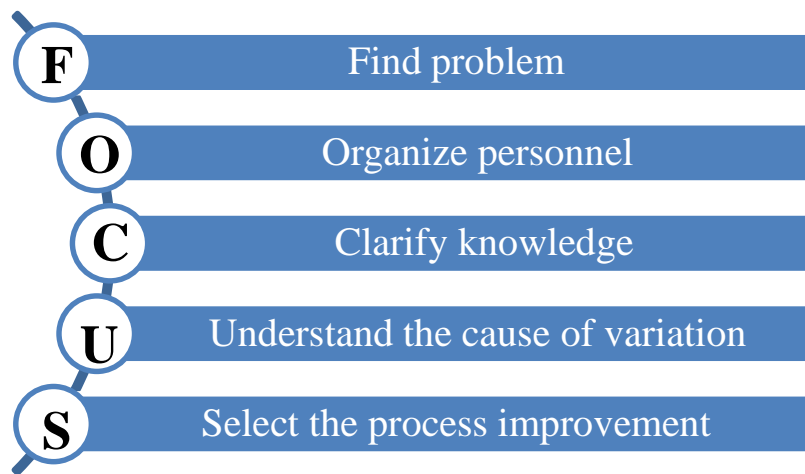 F Find problem
O Organize personnel
C Clarify knowledge
U Understand the cause of variation
S Select the process improvement